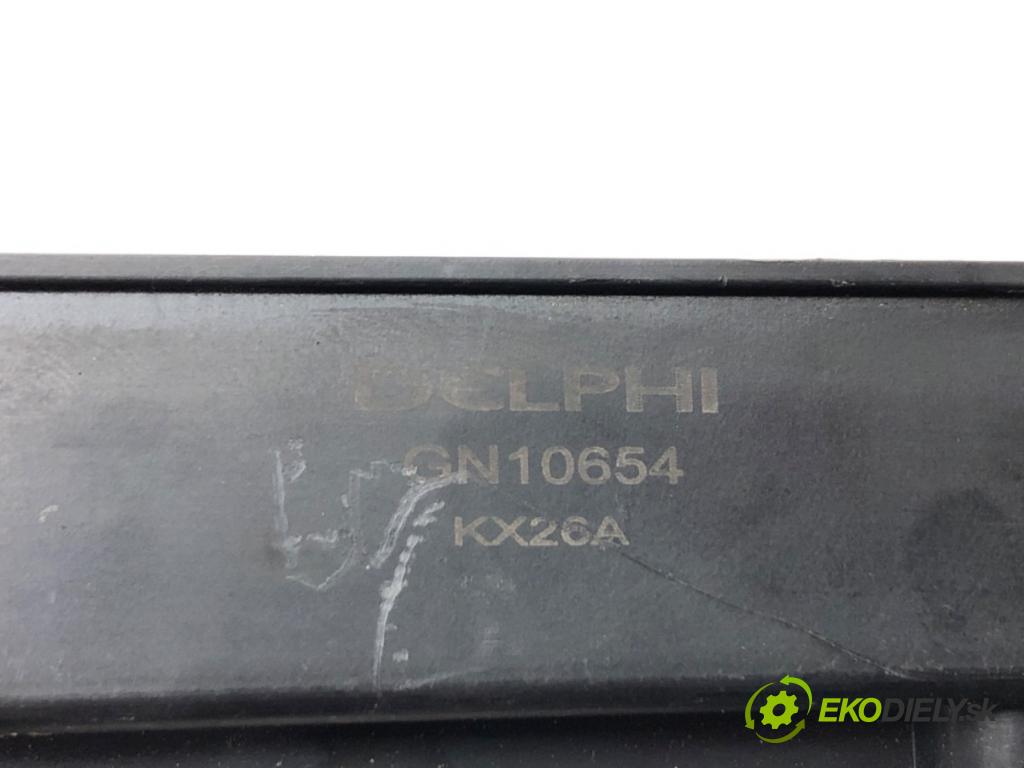 DELPHI
GN10654
KX26A
EKODIELY.sk